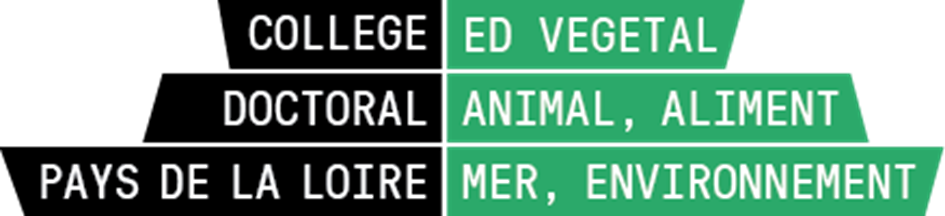 COLLEGE ED VEGETAL
DOCTORAL ANIMAL, ALIMENT
PAYS DE LA LOIRE MER, ENVIRONNEMENT